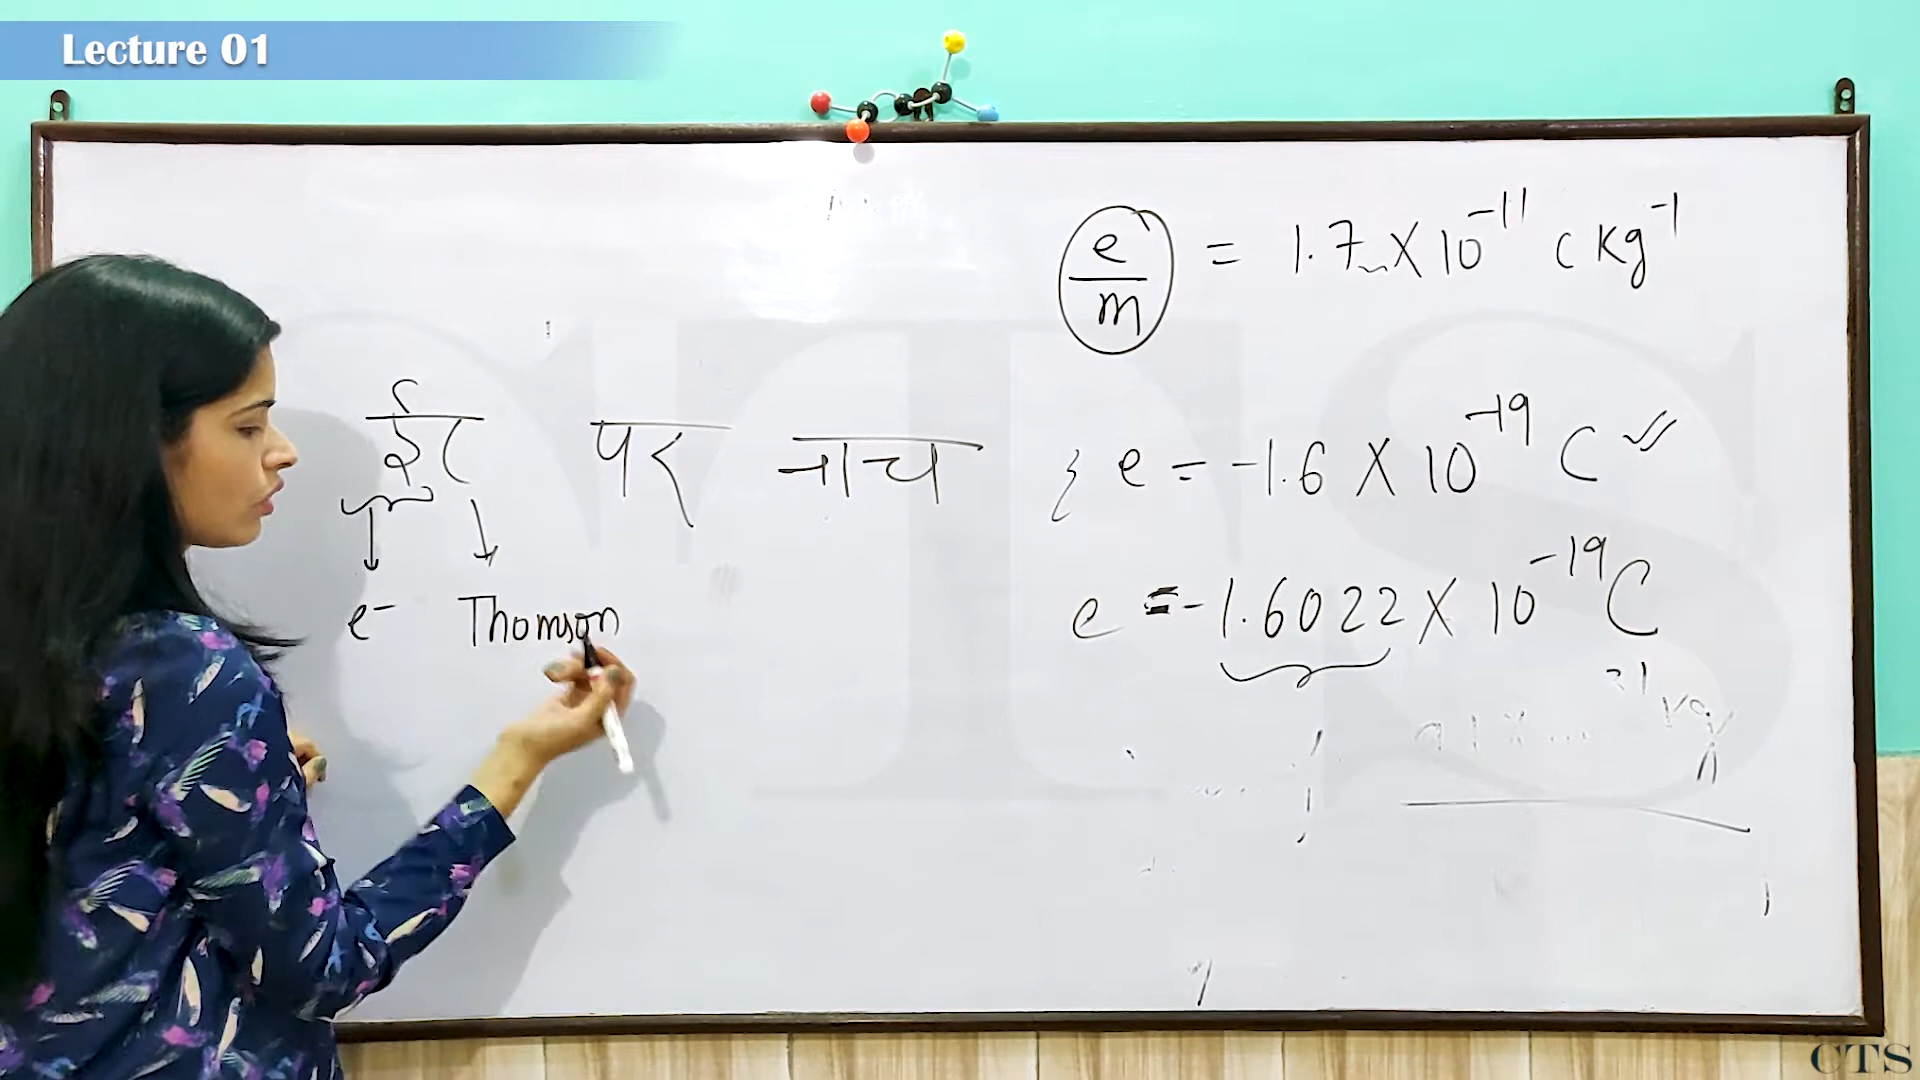 Lecture 01
e/m = 1.7 X 10⁻¹¹ C Kg⁻¹
ईंट पर नाच
e⁻ Thomson
e = -1.6 X 10⁻¹⁹ C
e = -1.6022 X 10⁻¹⁹ C
CTS
CTS